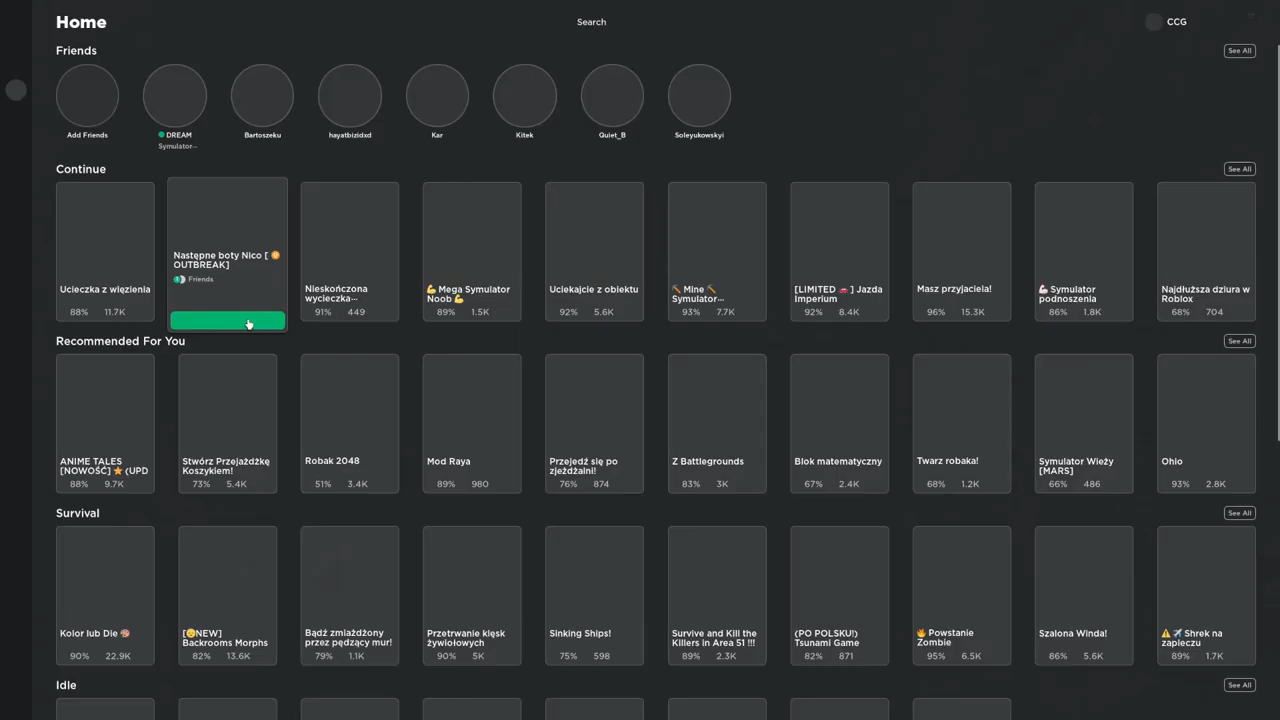 Home
Search
CCG
Friends
See All
Add Friends
DREAM
Symulator...
Bartoszeku
hayatbizidxd
Kar
Kitek
Quiet_B
Soleyukowskyi
Continue
See All
Ucieczka z więzienia
88% 11.7K
Następne boty Nico [
OUTBREAK]
Friends
Nieskończona
wycieczka...
91% 449
💪 Mega Symulator
Noob 💪
89% 1.5K
Uciekajcie z obiektu
92% 5.6K
⛏ Mine ⛏
Symulator...
93% 7.7K
[LIMITED 🚗] Jazda
Imperium
92% 8.4K
Masz przyjaciela!
96% 15.3K
💪 Symulator
podnoszenia
86% 1.8K
Najdłuższa dziura w
Roblox
68% 704
Recommended For You
See All
ANIME TALES
[NOWOŚĆ] ⭐ (UPD
88% 9.7K
Stwórz Przejażdżkę
Koszykiem!
73% 5.4K
Robak 2048
51% 3.4K
Mod Raya
89% 980
Przejedź się po
zjeżdżalni!
76% 874
Z Battlegrounds
83% 3K
Blok matematyczny
67% 2.4K
Twarz robaka!
68% 1.2K
Symulator Wieży
[MARS]
66% 486
Ohio
93% 2.8K
Survival
See All
Kolor lub Die 🎨
90% 22.9K
[😔NEW]
Backrooms Morphs
82% 13.6K
Bądź zmiażdżony
przez pędzący mur!
79% 1.1K
Przetrwanie klęsk
żywiołowych
90% 5K
Sinking Ships!
75% 598
Survive and Kill the
Killers in Area 51 !!!
89% 2.3K
(PO POLSKU!)
Tsunami Game
82% 871
🔥 Powstanie
Zombie
95% 6.5K
Szalona Winda!
86% 5.6K
⚠️ ✈️ Shrek na
zapleczu
89% 1.7K
Idle
See All